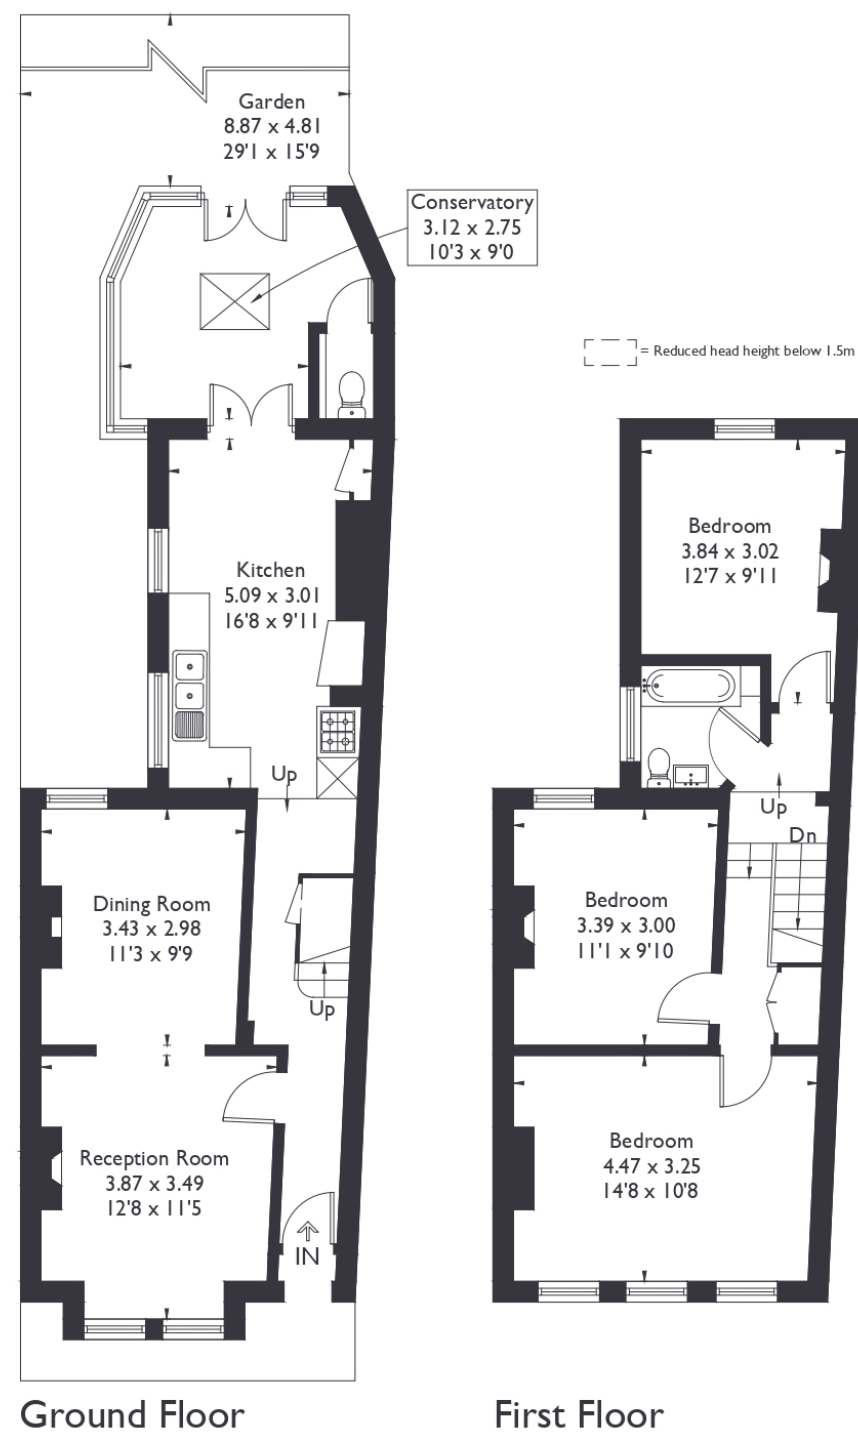 Garden
8.87 x 4.81
29'1 x 15'9
Conservatory
3.12 x 2.75
10'3 x 9'0
= Reduced head height below 1.5m
Kitchen
5.09 x 3.01
16'8 x 9'11
Up
Dining Room
3.43 x 2.98
11'3 x 9'9
Up
Reception Room
3.87 x 3.49
12'8 x 11'5
IN
Ground Floor
Bedroom
3.84 x 3.02
12'7 x 9'11
Up
Dn
Bedroom
3.39 x 3.00
11'1 x 9'10
Bedroom
4.47 x 3.25
14'8 x 10'8
First Floor